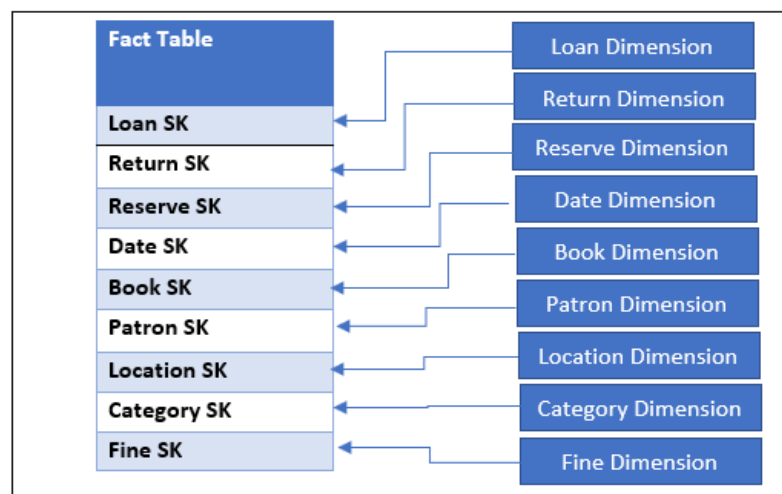 Fact Table
Loan SK
Return SK
Reserve SK
Date SK
Book SK
Patron SK
Location SK
Category SK
Fine SK
Loan Dimension
Return Dimension
Reserve Dimension
Date Dimension
Book Dimension
Patron Dimension
Location Dimension
Category Dimension
Fine Dimension